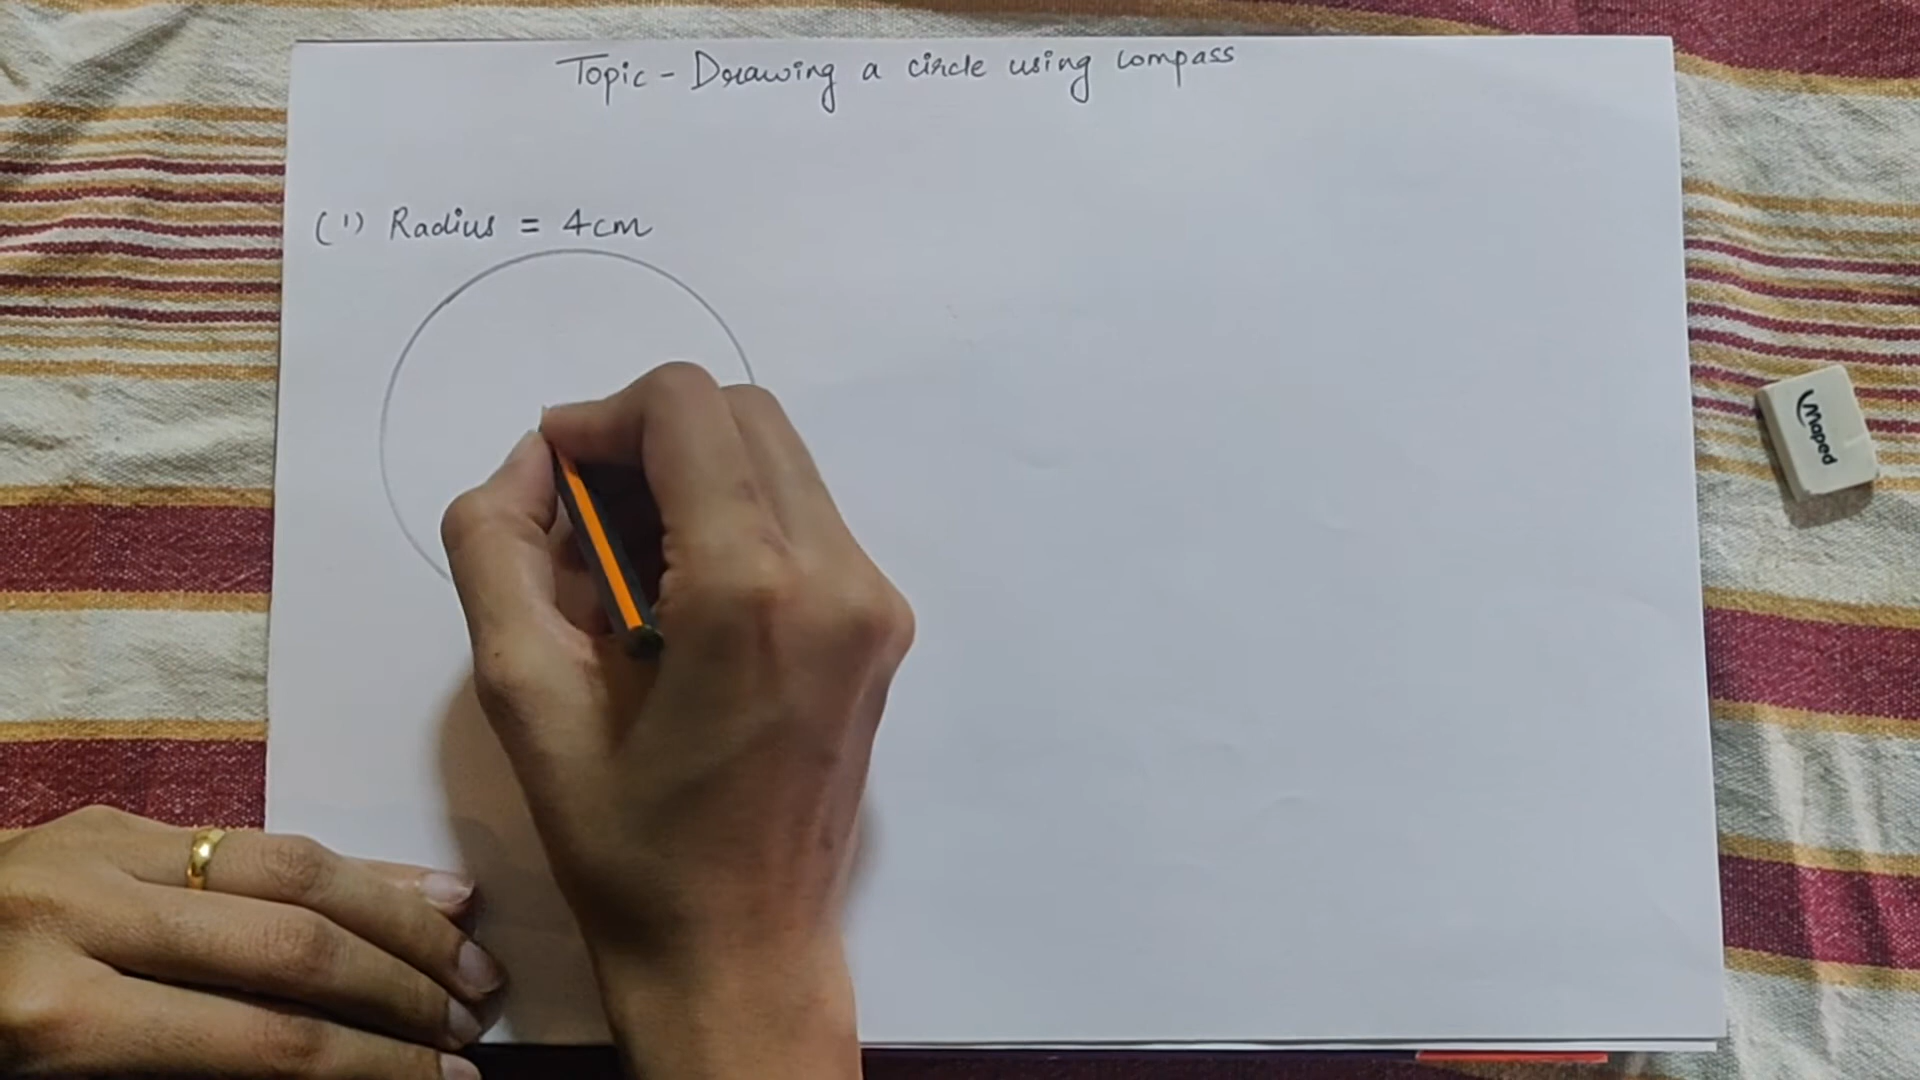 Topic - Drawing a circle using compass
(1) Radius = 4cm
Maped